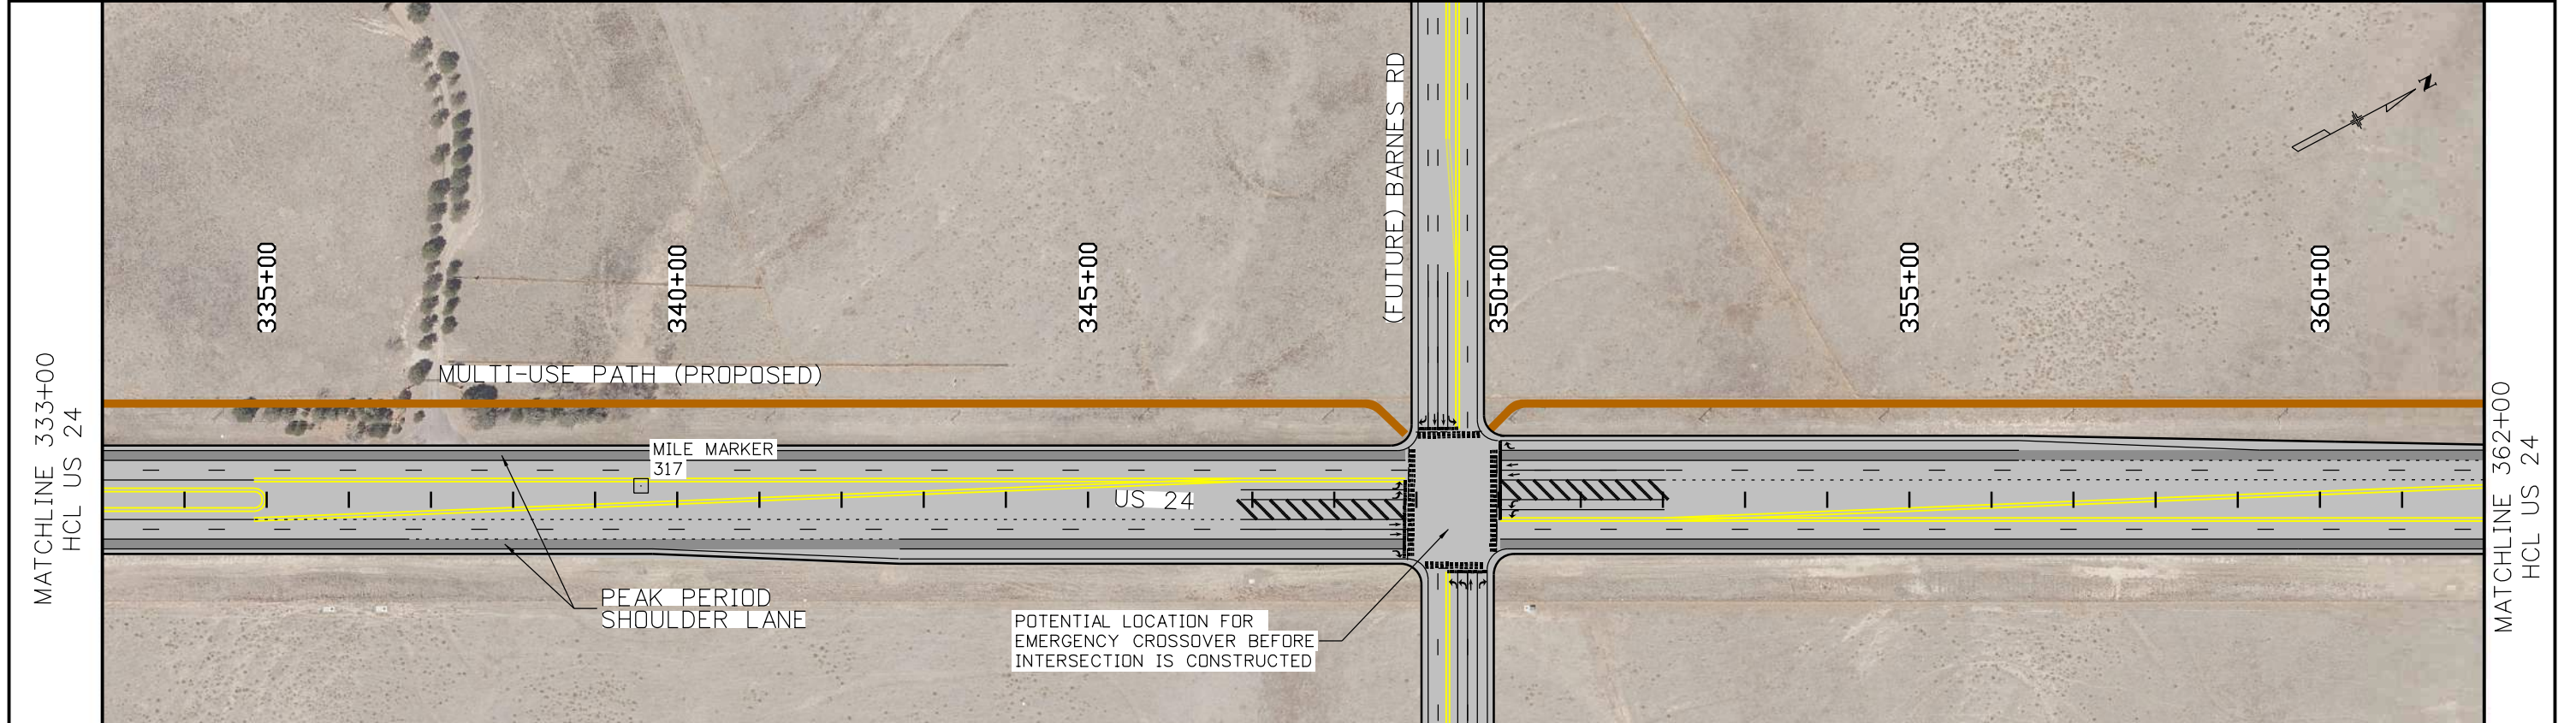 MATCHLINE 333+00
HCL US 24
335+00
340+00
345+00
(FUTURE) BARNES RD
350+00
355+00
360+00
N
MULTI-USE PATH (PROPOSED)
MILE MARKER
317
US 24
PEAK PERIOD
SHOULDER LANE
POTENTIAL LOCATION FOR
EMERGENCY CROSSOVER BEFORE
INTERSECTION IS CONSTRUCTED
MATCHLINE 362+00
HCL US 24